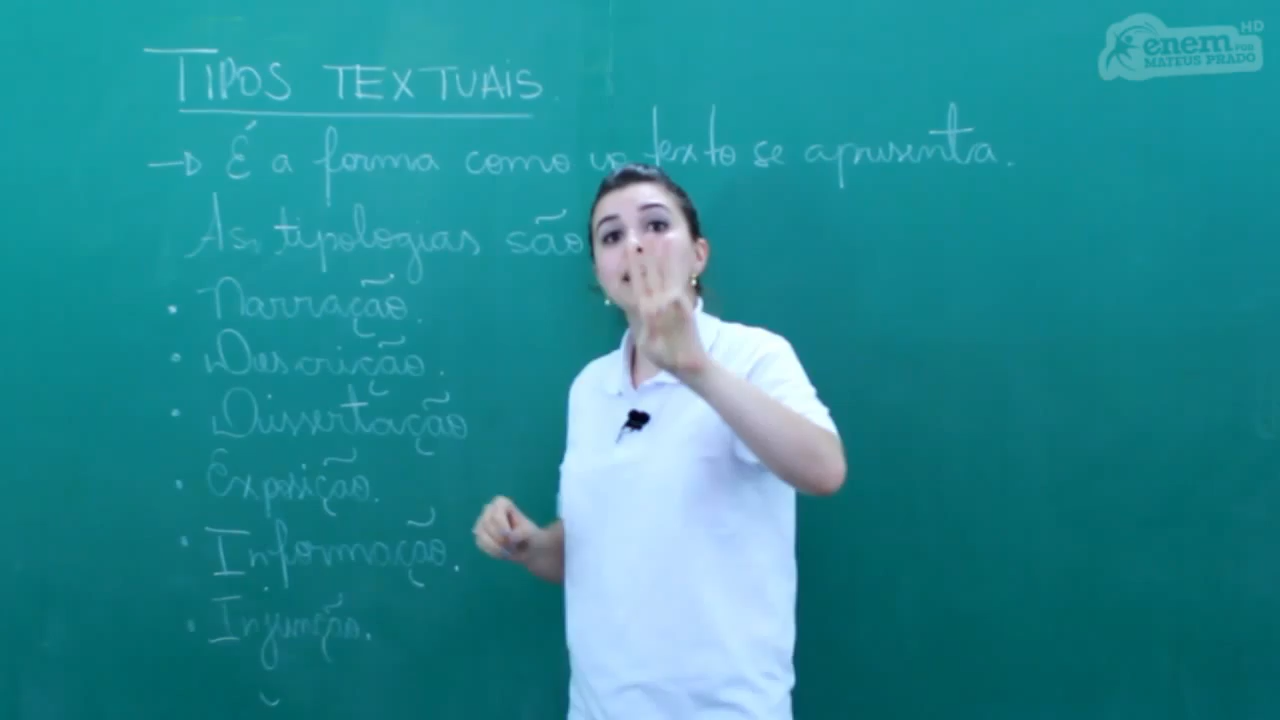 TIPOS TEXTUAIS
→ É a forma como o texto se apresenta.
As tipologias são
• Narração.
• Descrição.
• Dissertação
• Exposição.
• Informação.
• Injunção.
enem HD
POR
MATEUS PRADO